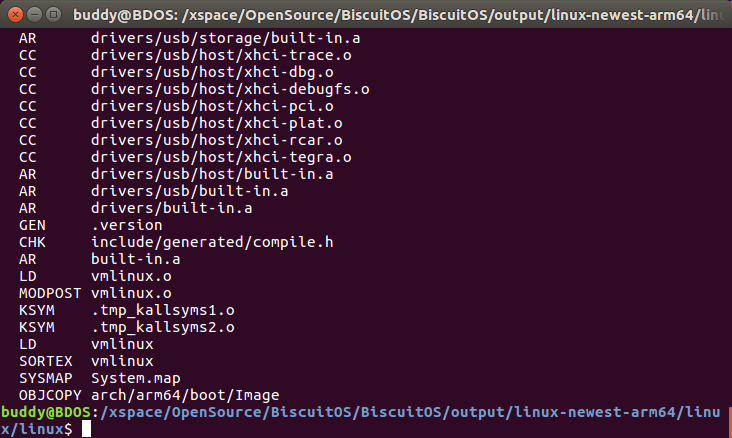 buddy@BDOS: /xspace/OpenSource/BiscuitOS/BiscuitOS/output/linux-newest-arm64/linu
AR drivers/usb/storage/built-in.a
CC drivers/usb/host/xhci-trace.o
CC drivers/usb/host/xhci-dbg.o
CC drivers/usb/host/xhci-debugfs.o
CC drivers/usb/host/xhci-pci.o
CC drivers/usb/host/xhci-plat.o
CC drivers/usb/host/xhci-rcar.o
CC drivers/usb/host/xhci-tegra.o
AR drivers/usb/host/built-in.a
AR drivers/usb/built-in.a
AR drivers/built-in.a
GEN .version
CHK include/generated/compile.h
AR built-in.a
LD vmlinux.o
MODPOST vmlinux.o
KSYM .tmp_kallsyms1.o
KSYM .tmp_kallsyms2.o
LD vmlinux
SORTEX vmlinux
SYSMAP System.map
OBJCOPY arch/arm64/boot/Image
buddy@BDOS:/xspace/OpenSource/BiscuitOS/BiscuitOS/output/linux-newest-arm64/linu
x/linux$